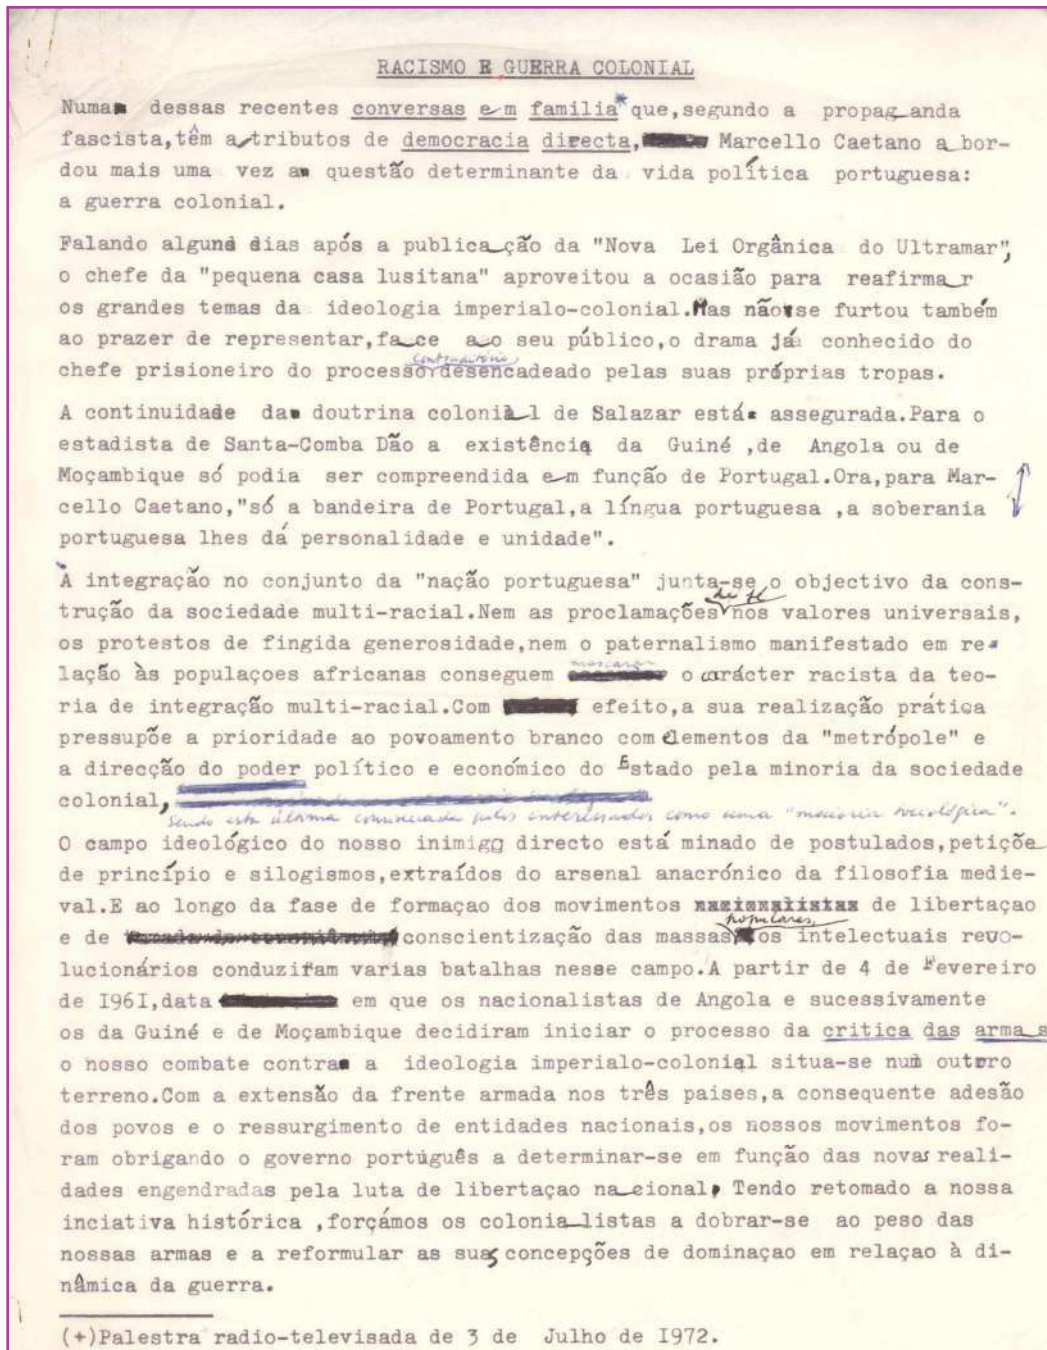 RACISMO E GUERRA COLONIAL
Numa dessas recentes conversas em familia* que,segundo a propaganda
fascista,têm atributos de democracia directa, Marcello Caetano abor-
dou mais uma vez a questão determinante da vida política portuguesa:
a guerra colonial.
Falando alguns dias após a publicação da "Nova Lei Orgânica do Ultramar",
o chefe da "pequena casa lusitana" aproveitou a ocasião para reafirmar
os grandes temas da ideologia imperialo-colonial.Mas não se furtou também
ao prazer de representar,face ao seu público,o drama já conhecido do
chefe prisioneiro do processo desencadeado pelas suas próprias tropas.
A continuidade da doutrina colonial de Salazar está assegurada.Para o
estadista de Santa-Comba Dão a existência da Guiné ,de Angola ou de
Moçambique só podia ser compreendida em função de Portugal.Ora,para Mar-
cello Caetano,"só a bandeira de Portugal,a língua portuguesa ,a soberania
portuguesa lhes dá personalidade e unidade".
À integração no conjunto da "nação portuguesa" junta-se o objectivo da cons-
de fé
trução da sociedade multi-racial.Nem as proclamações nos valores universais,
os protestos de fingida generosidade,nem o paternalismo manifestado em re-
mascarar
lação às populaçoes africanas conseguem o carácter racista da teo-
ria de integração multi-racial.Com efeito,a sua realização prática
pressupõe a prioridade ao povoamento branco com elementos da "metrópole" e
a direcção do poder político e económico do Estado pela minoria da sociedade
colonial,
sendo esta última pelos interessados como uma "maioria sociológica".
O campo ideológico do nosso inimigo directo está minado de postulados,petiçõe
de princípio e silogismos,extraídos do arsenal anacrónico da filosofia medie-
val.E ao longo da fase de formaçao dos movimentos de libertaçao
populares
e de conscientização das massas os intelectuais revo-
lucionários conduziram varias batalhas nesse campo.A partir de 4 de Fevereiro
de I96I,data em que os nacionalistas de Angola e sucessivamente
os da Guiné e de Moçambique decidiram iniciar o processo da critica das armas
o nosso combate contra a ideologia imperialo-colonial situa-se num outro
terreno.Com a extensão da frente armada nos três paises,a consequente adesão
dos povos e o ressurgimento de entidades nacionais,os nossos movimentos fo-
ram obrigando o governo português a determinar-se em função das novas reali-
dades engendradas pela luta de libertaçao nacional. Tendo retomado a nossa
inciativa histórica ,forçámos os colonialistas a dobrar-se ao peso das
nossas armas e a reformular as suas concepções de dominaçao em relaçao à di-
nâmica da guerra.
(+)Palestra radio-televisada de 3 de Julho de I972.